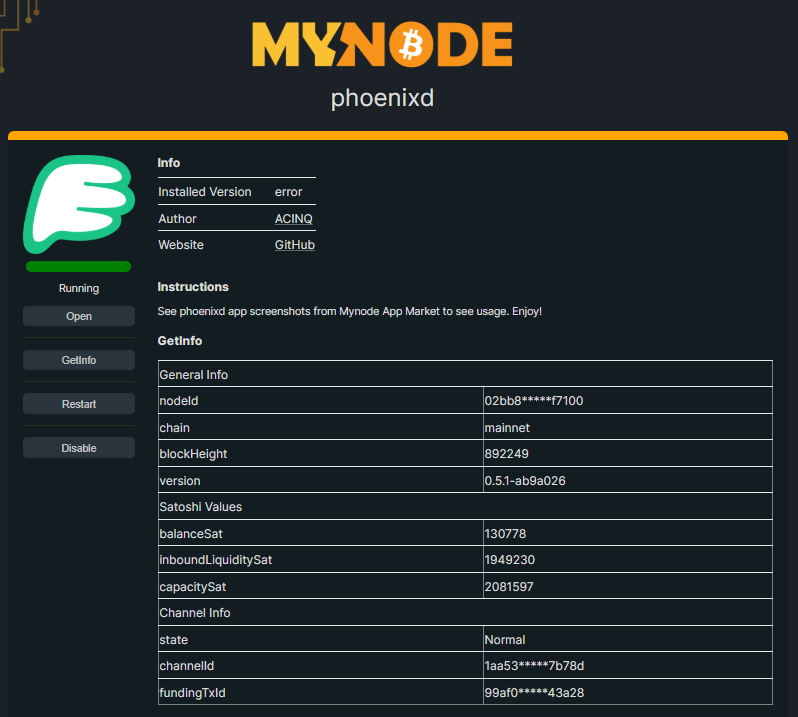 MYNODE
phoenixd
Info
Installed Version error
Author ACINQ
Website GitHub
Running
Open
GetInfo
Restart
Disable
Instructions
See phoenixd app screenshots from Mynode App Market to see usage. Enjoy!
GetInfo
General Info
nodeId 02bb8*****f7100
chain mainnet
blockHeight 892249
version 0.5.1-ab9a026
Satoshi Values
balanceSat 130778
inboundLiquiditySat 1949230
capacitySat 2081597
Channel Info
state Normal
channelId 1aa53*****7b78d
fundingTxId 99af0*****43a28